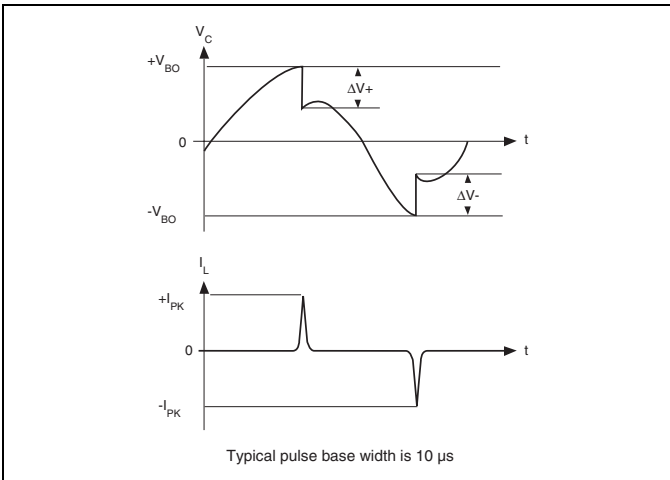 V_C
+V_BO
ΔV+
0
t
ΔV-
-V_BO
I_L
+I_PK
0
t
-I_PK
Typical pulse base width is 10 µs